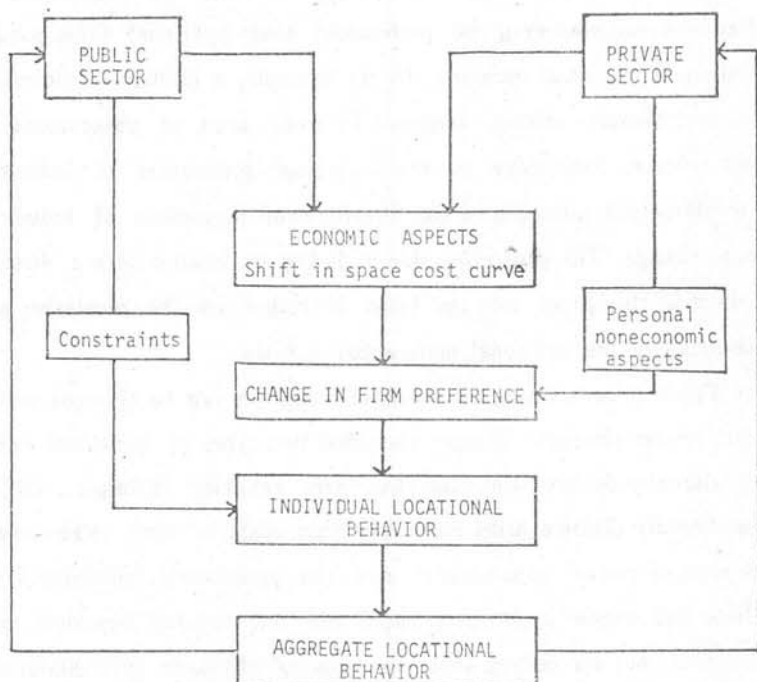 PUBLIC
SECTOR
PRIVATE
SECTOR
ECONOMIC ASPECTS
Shift in space cost curve
Constraints
Personal
noneconomic
aspects
CHANGE IN FIRM PREFERENCE
INDIVIDUAL LOCATIONAL
BEHAVIOR
AGGREGATE LOCATIONAL
BEHAVIOR